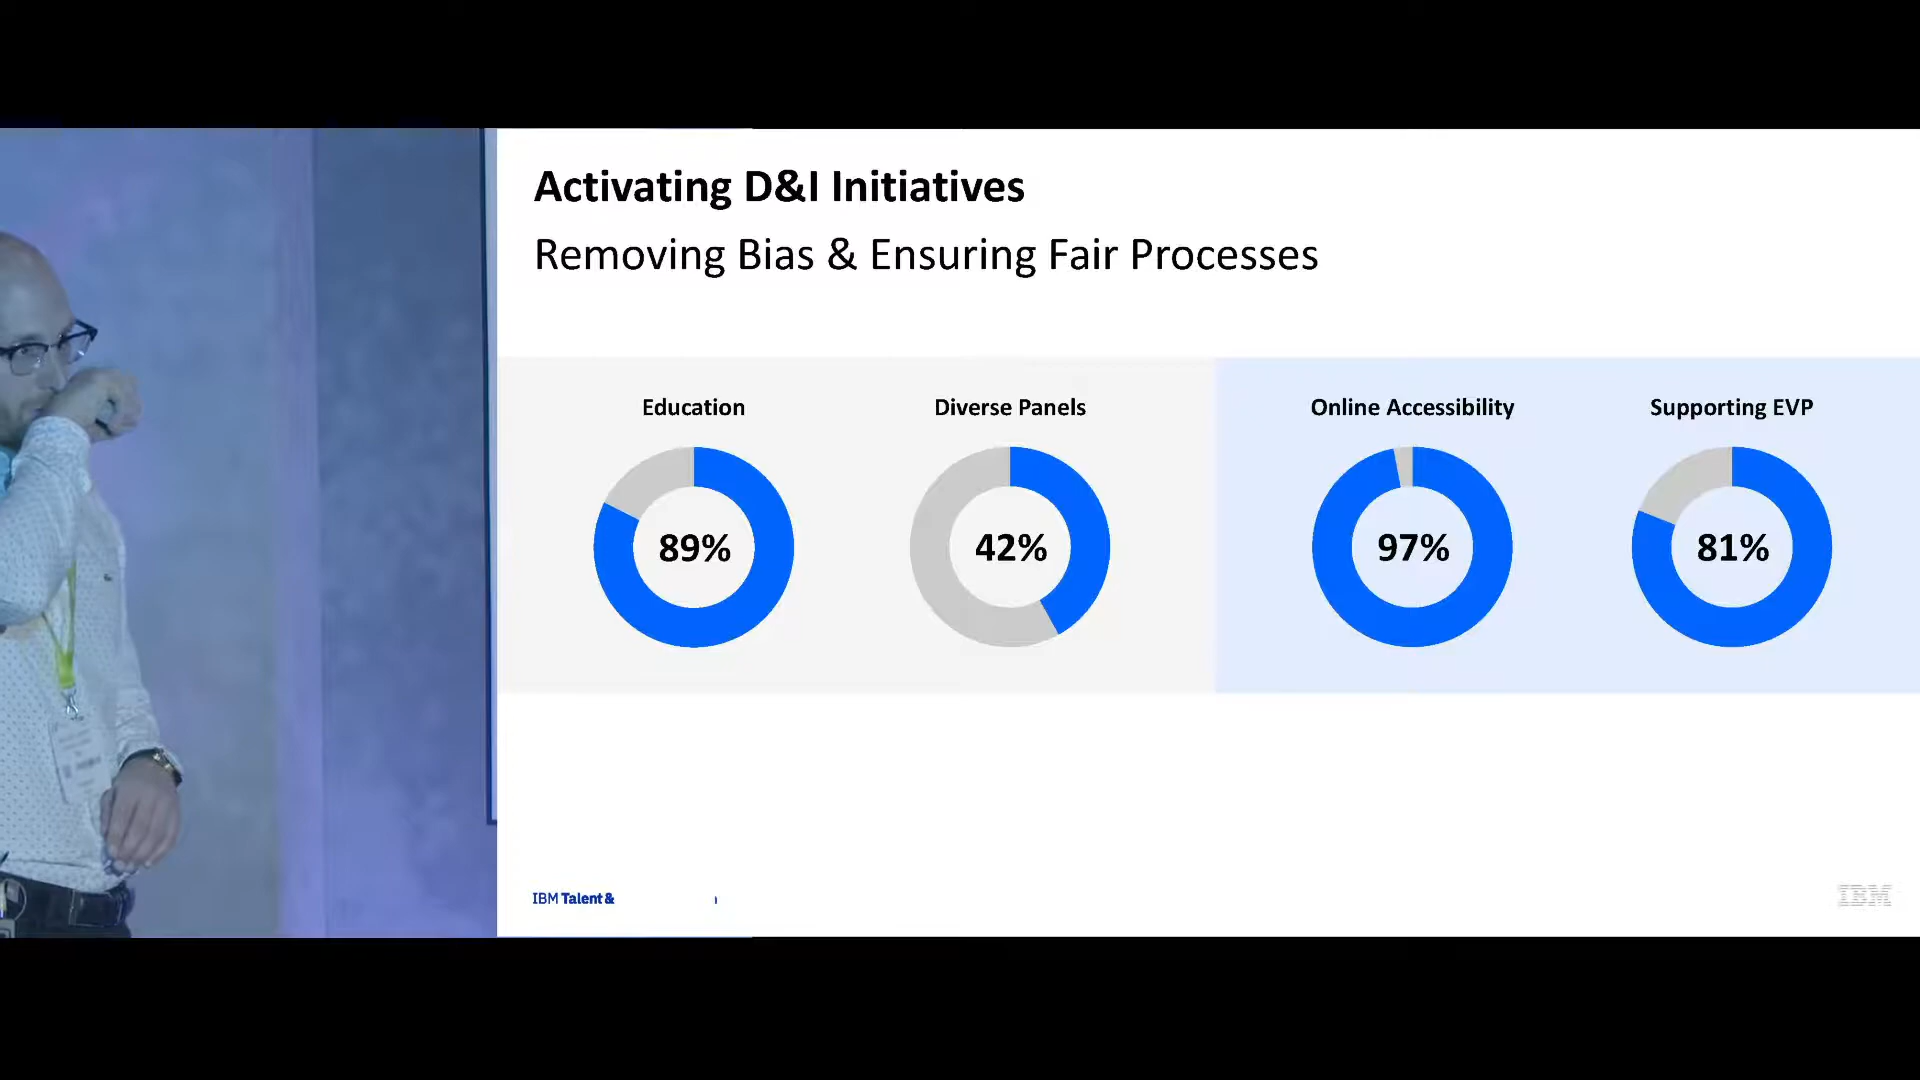 Activating D&I Initiatives
Removing Bias & Ensuring Fair Processes
Education
Diverse Panels
Online Accessibility
Supporting EVP
89%
42%
97%
81%
IBM Talent &
IBM